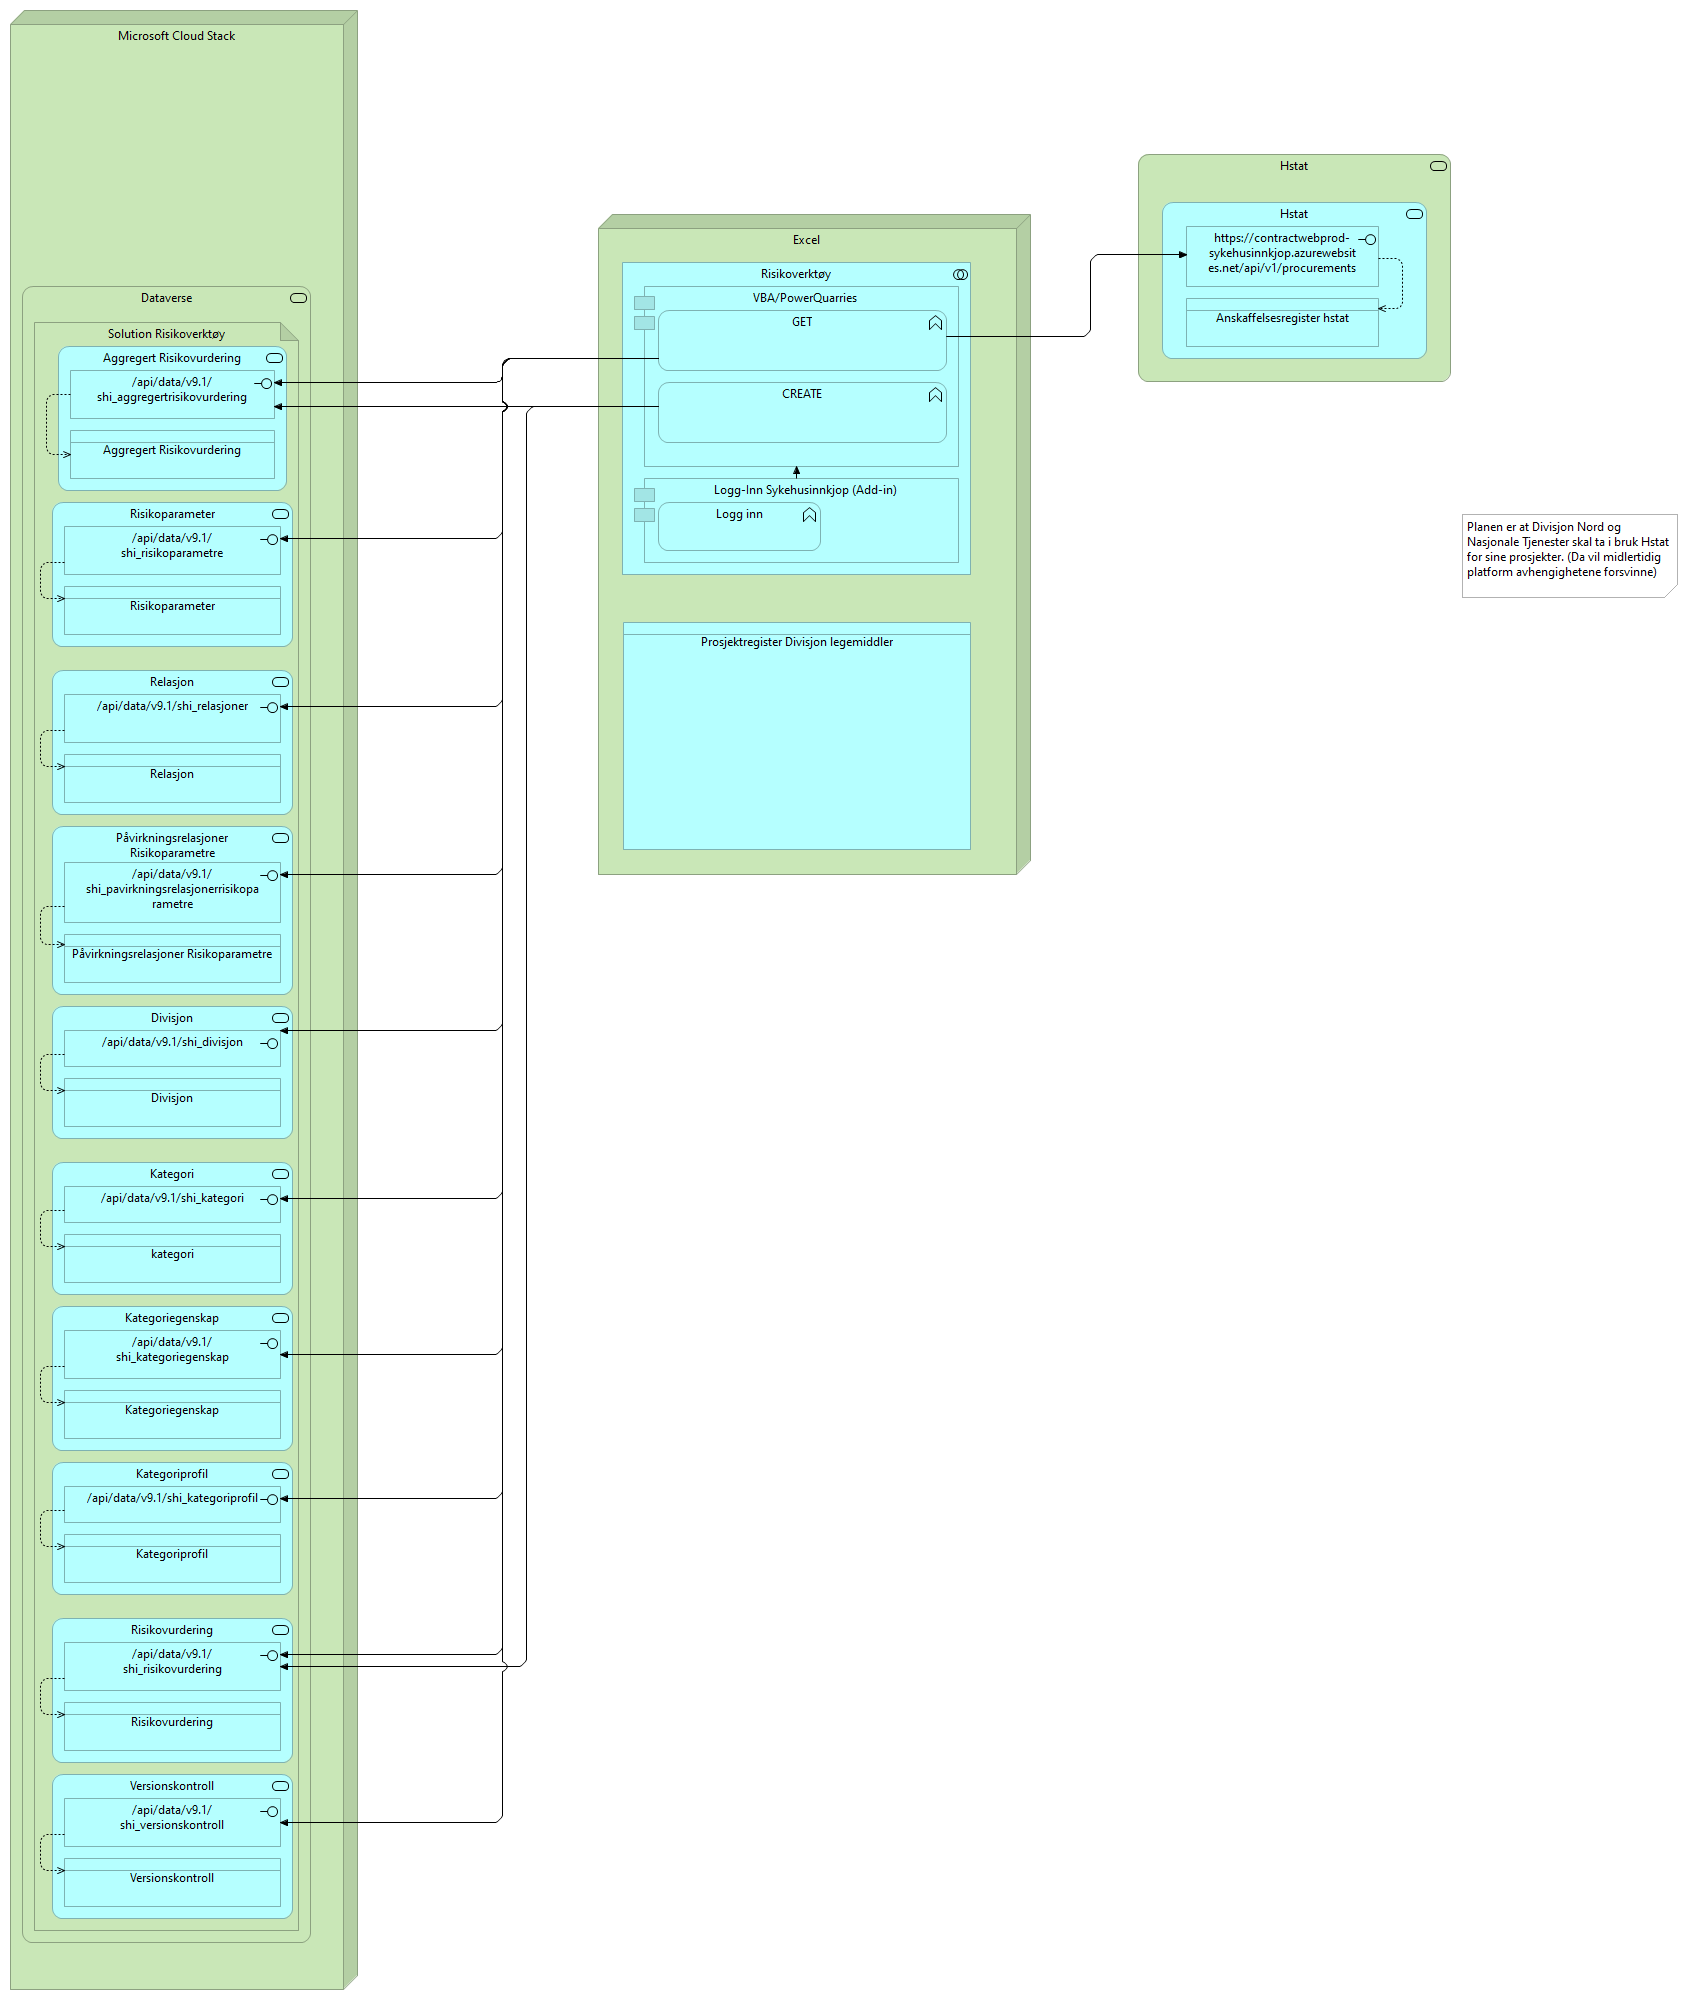 Microsoft Cloud Stack
Dataverse
Solution Risikoverktøy
Aggregert Risikovurdering
/api/data/v9.1/
shi_aggregertrisikovurdering
Aggregert Risikovurdering
Risikoparameter
/api/data/v9.1/
shi_risikoparametre
Risikoparameter
Relasjon
/api/data/v9.1/shi_relasjoner
Relasjon
Påvirkningsrelasjoner
Risikoparametre
/api/data/v9.1/
shi_pavirkningsrelasjonerrisikopa
rametre
Påvirkningsrelasjoner Risikoparametre
Divisjon
/api/data/v9.1/shi_divisjon
Divisjon
Kategori
/api/data/v9.1/shi_kategori
kategori
Kategoriegenskap
/api/data/v9.1/
shi_kategoriegenskap
Kategoriegenskap
Kategoriprofil
/api/data/v9.1/shi_kategoriprofil
Kategoriprofil
Risikovurdering
/api/data/v9.1/
shi_risikovurdering
Risikovurdering
Versionskontroll
/api/data/v9.1/
shi_versionskontroll
Versionskontroll
Excel
Risikoverktøy
VBA/PowerQuarries
GET
CREATE
Logg-Inn Sykehusinnkjop (Add-in)
Logg inn
Prosjektregister Divisjon legemiddler
Hstat
Hstat
https://contractwebprod-
sykehusinnkjop.azurewebsit
es.net/api/v1/procurements
Anskaffelsesregister hstat
Planen er at Divisjon Nord og
Nasjonale Tjenester skal ta i bruk Hstat
for sine prosjekter. (Da vil midlertidig
platform avhengighetene forsvinne)